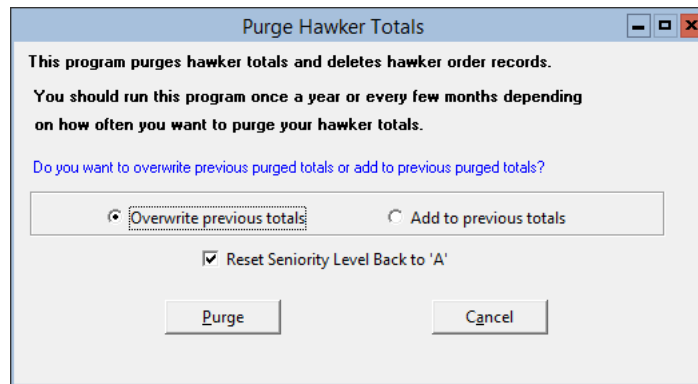 Purge Hawker Totals
This program purges hawker totals and deletes hawker order records.
You should run this program once a year or every few months depending
on how often you want to purge your hawker totals.
Do you want to overwrite previous purged totals or add to previous purged totals?
Overwrite previous totals Add to previous totals
Reset Seniority Level Back to 'A'
Purge Cancel